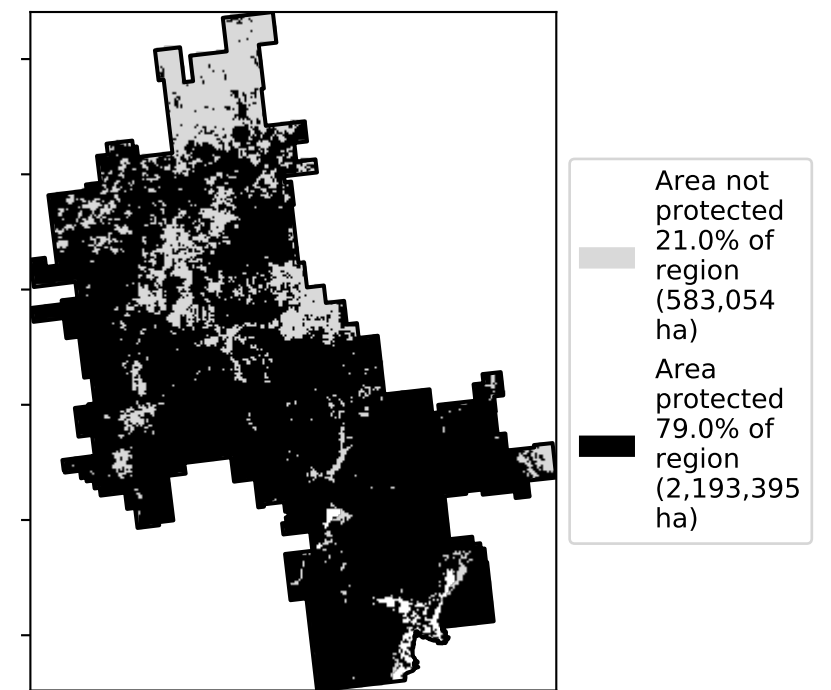 Area not
protected
21.0% of
region
(583,054
ha)
Area
protected
79.0% of
region
(2,193,395
ha)